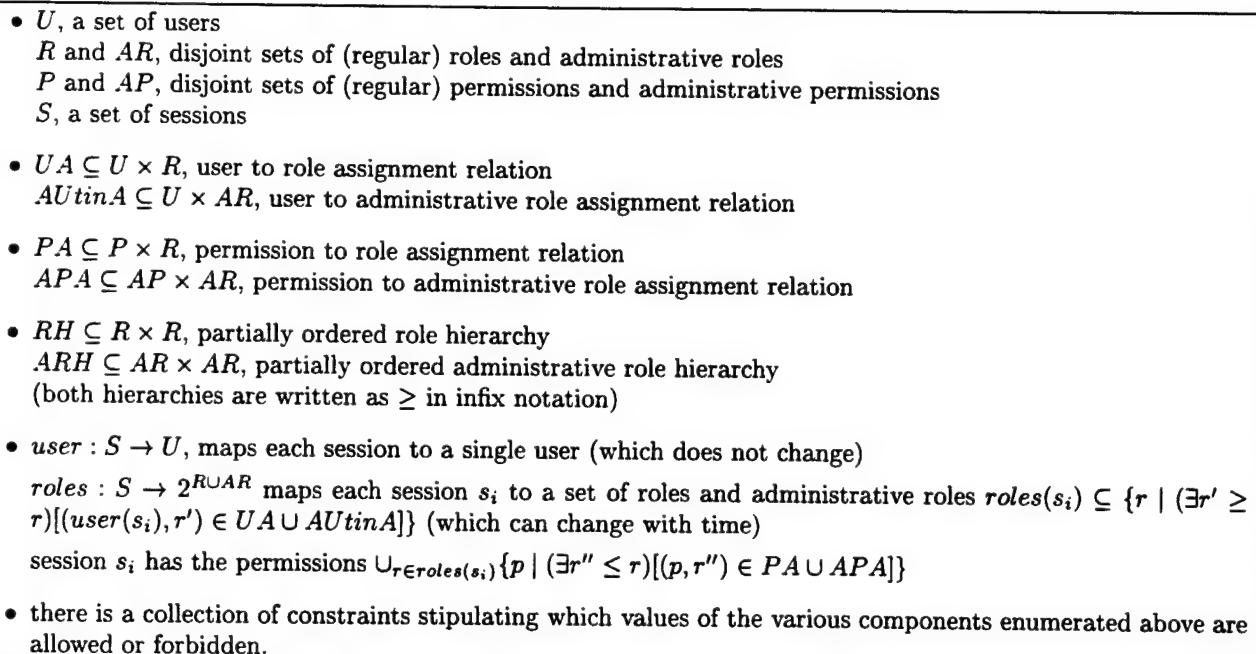 • U, a set of users
R and AR, disjoint sets of (regular) roles and administrative roles
P and AP, disjoint sets of (regular) permissions and administrative permissions
S, a set of sessions
• UA ⊆ U × R, user to role assignment relation
AUtinA ⊆ U × AR, user to administrative role assignment relation
• PA ⊆ P × R, permission to role assignment relation
APA ⊆ AP × AR, permission to administrative role assignment relation
• RH ⊆ R × R, partially ordered role hierarchy
ARH ⊆ AR × AR, partially ordered administrative role hierarchy
(both hierarchies are written as ≥ in infix notation)
• user : S → U, maps each session to a single user (which does not change)
roles : S → 2^{R∪AR} maps each session s_i to a set of roles and administrative roles roles(s_i) ⊆ {r | (∃r′ ≥
r)[(user(s_i), r′) ∈ UA ∪ AUtinA]} (which can change with time)
session s_i has the permissions ∪_{r∈roles(s_i)}{p | (∃r″ ≤ r)[(p, r″) ∈ PA ∪ APA]}
• there is a collection of constraints stipulating which values of the various components enumerated above are
allowed or forbidden.